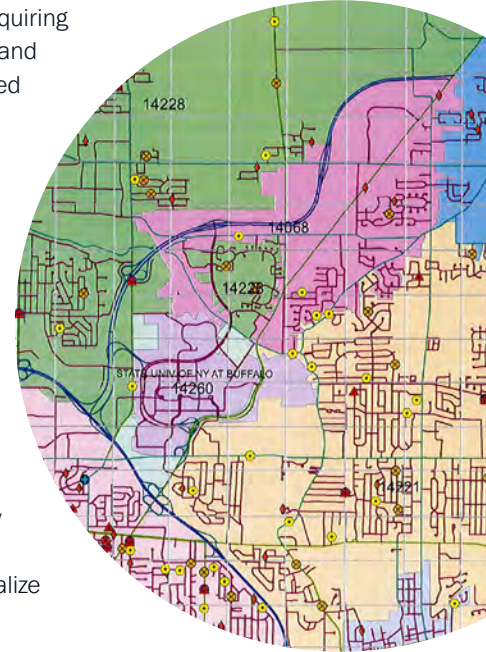 quiring
and
ed
14228
14068
14228
STATE UNIV OF NY AT BUFFALO
14260
14221
alize